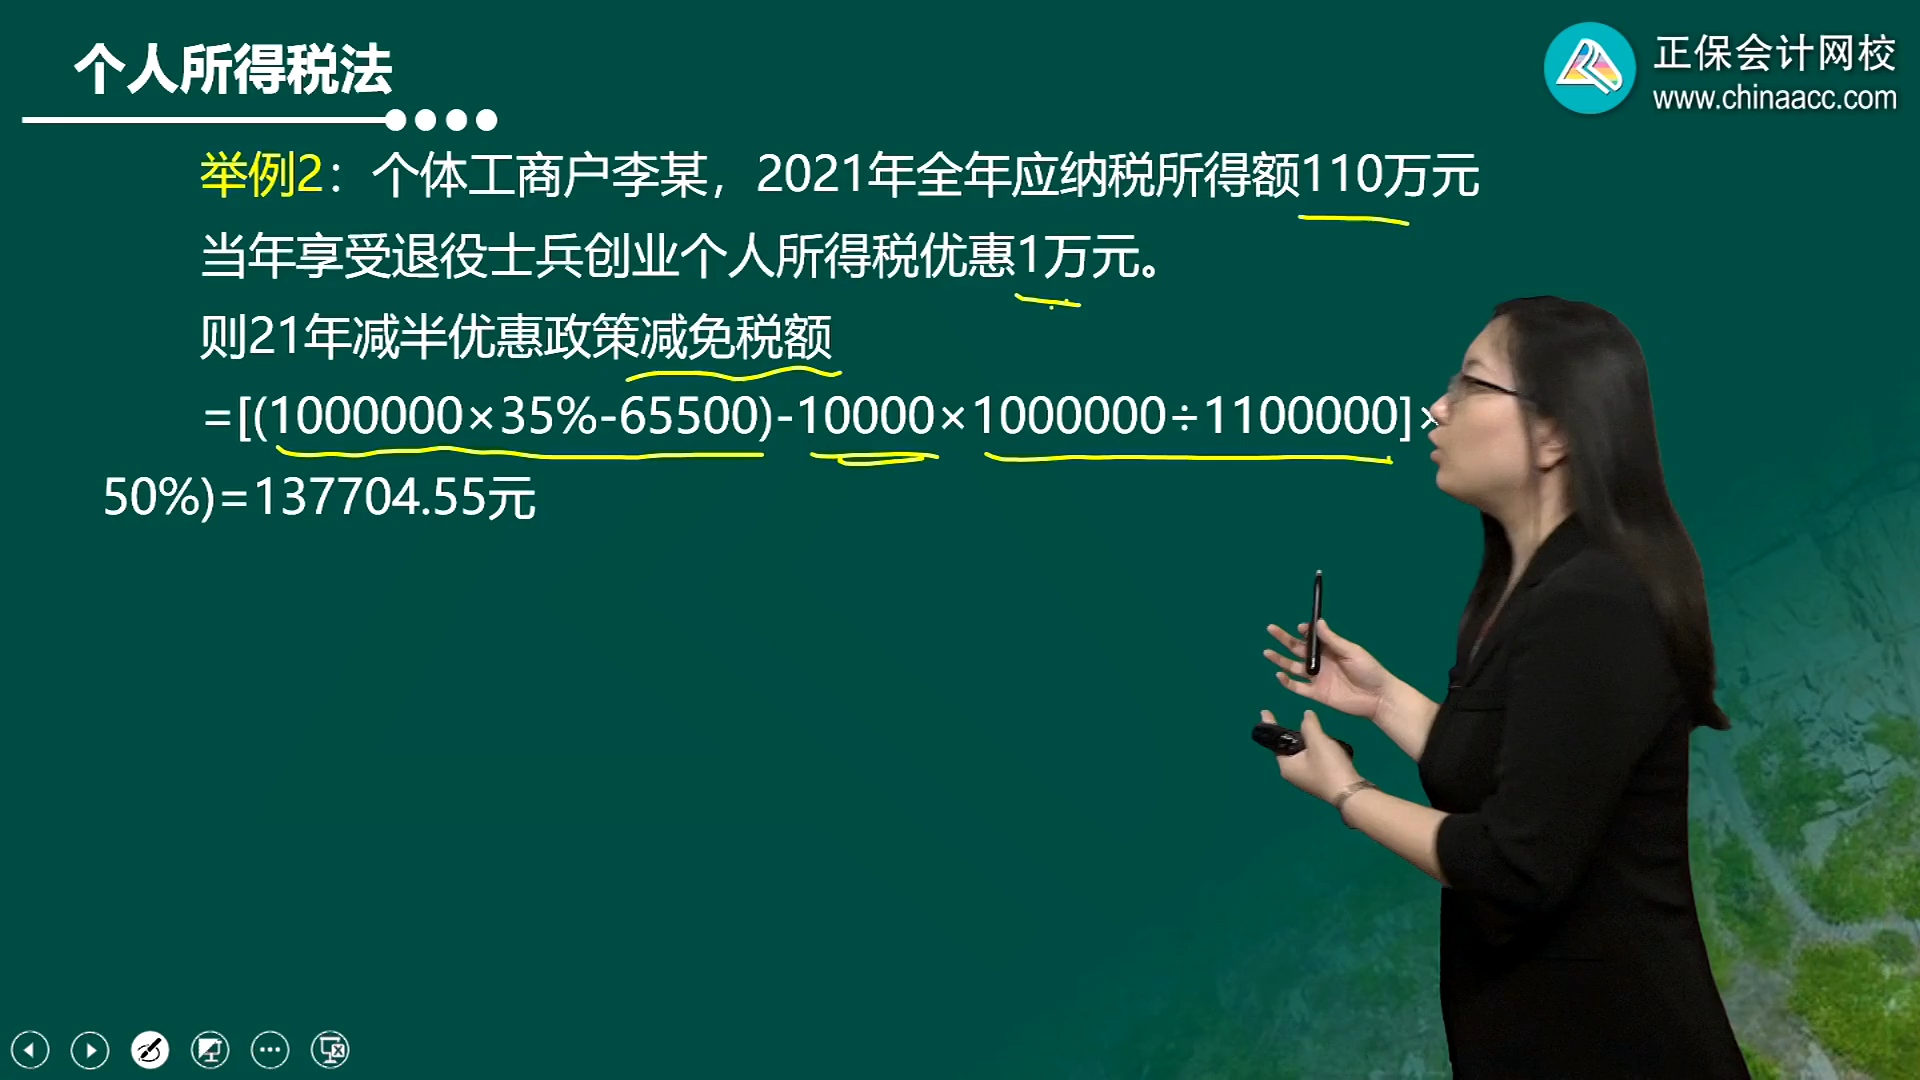 个人所得税法
正保会计网校
www.chinaacc.com
举例2：个体工商户李某，2021年全年应纳税所得额110万元
当年享受退役士兵创业个人所得税优惠1万元。
则21年减半优惠政策减免税额
=[(1000000×35%-65500)-10000×1000000÷1100000]×
50%)=137704.55元